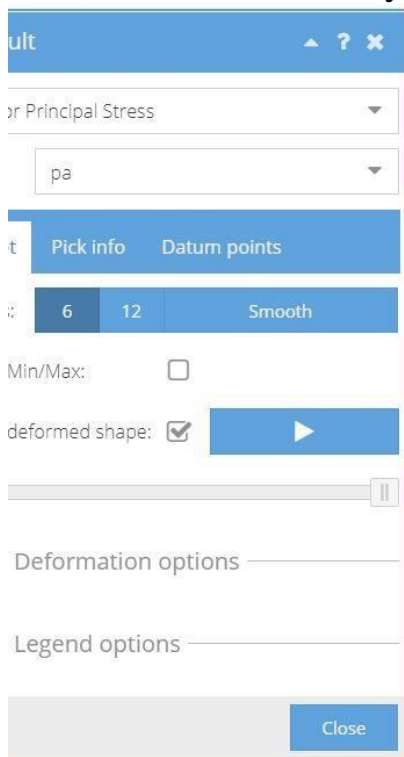 ult ?
or Principal Stress
pa
t Pick info Datum points
s: 6 12 Smooth
Min/Max:
deformed shape:
Deformation options
Legend options
Close